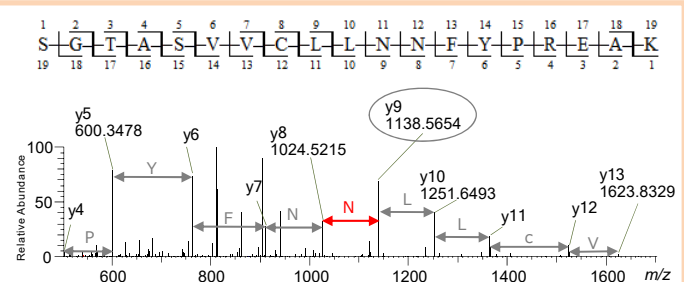 1 2 3 4 5 6 7 8 9 10 11 12 13 14 15 16 17 18 19
S G T A S V V C L L N N F Y P R E A K
19 18 17 16 15 14 13 12 11 10 9 8 7 6 5 4 3 2 1
y9
1138.5654
y5
600.3478
y6
y8
1024.5215
y10
1251.6493
y13
1623.8329
y4
y7
y11
y12
Relative Abundance
100
50
0
P Y F N N L L c V
600 800 1000 1200 1400 1600 m/z